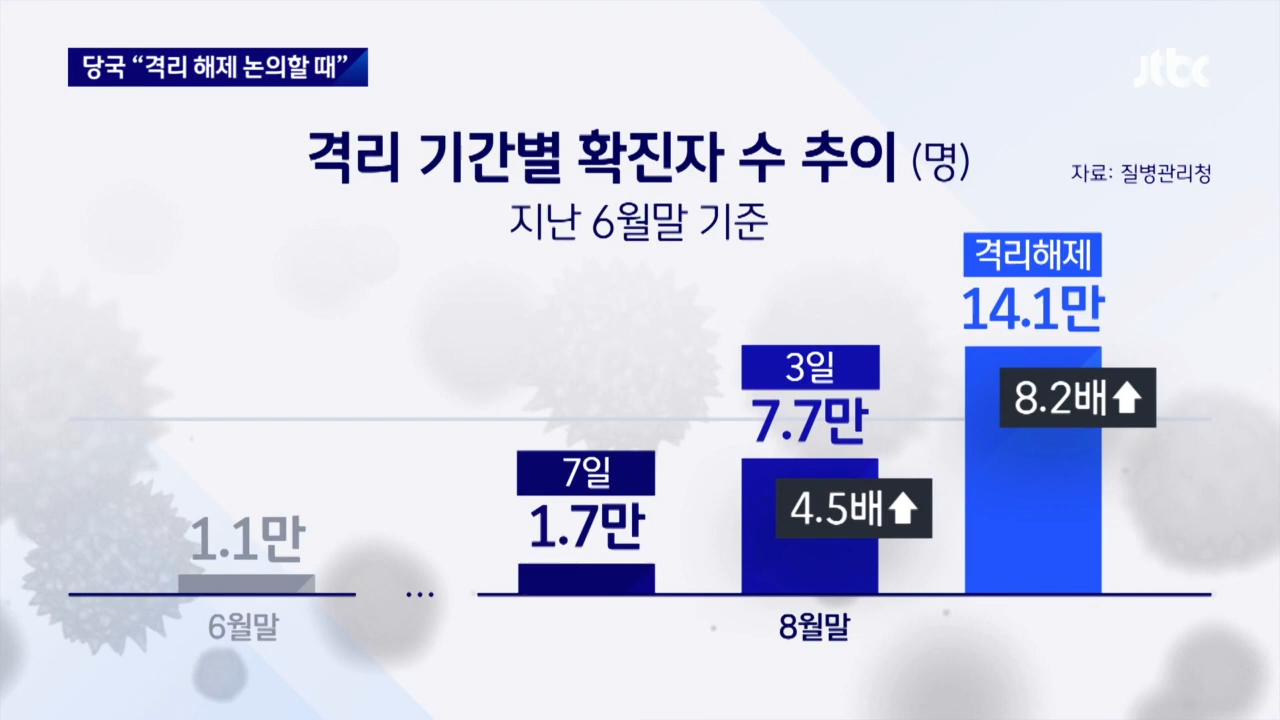 당국 “격리 해제 논의할 때”
jtbc
격리 기간별 확진자 수 추이 (명)
자료: 질병관리청
지난 6월말 기준
격리해제
14.1만
8.2배
3일
7.7만
4.5배
7일
1.7만
1.1만
...
6월말
8월말